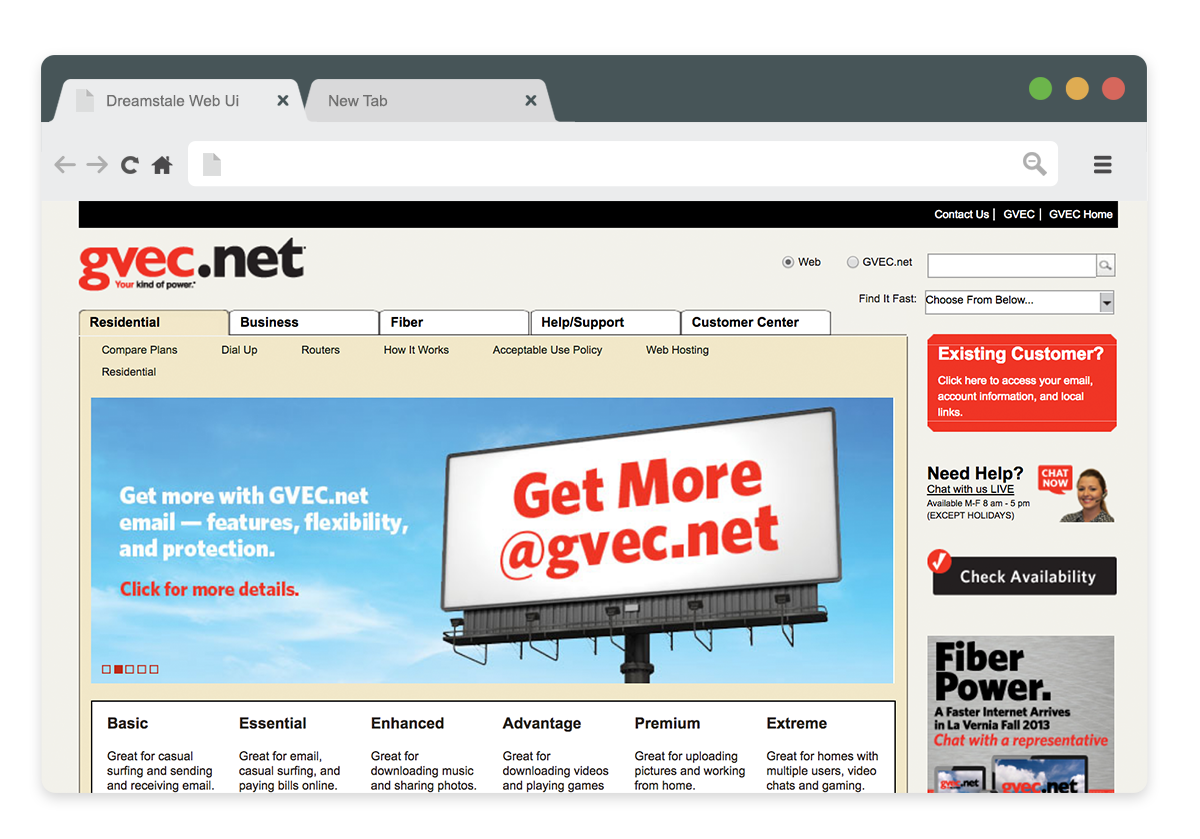 Dreamstale Web Ui
New Tab
Contact Us | GVEC | GVEC Home
gvec.net
Your kind of power.
Web GVEC.net
Find It Fast: Choose From Below...
Residential Business Fiber Help/Support Customer Center
Compare Plans Dial Up Routers How It Works Acceptable Use Policy Web Hosting
Residential
Existing Customer?
Click here to access your email,
account information, and local
links.
Get more with GVEC.net
email — features, flexibility,
and protection.
Click for more details.
Get More
@gvec.net
Need Help?
Chat with us LIVE
Available M-F 8 am - 5 pm
(EXCEPT HOLIDAYS)
CHAT
NOW
Check Availability
Fiber
Power.
A Faster Internet Arrives
in La Vernia Fall 2013
Chat with a representative
gvec.net
gvec.net
Basic
Great for casual
surfing and sending
and receiving email.
Essential
Great for email,
casual surfing, and
paying bills online.
Enhanced
Great for
downloading music
and sharing photos.
Advantage
Great for
downloading videos
and playing games
Premium
Great for uploading
pictures and working
from home.
Extreme
Great for homes with
multiple users, video
chats and gaming.